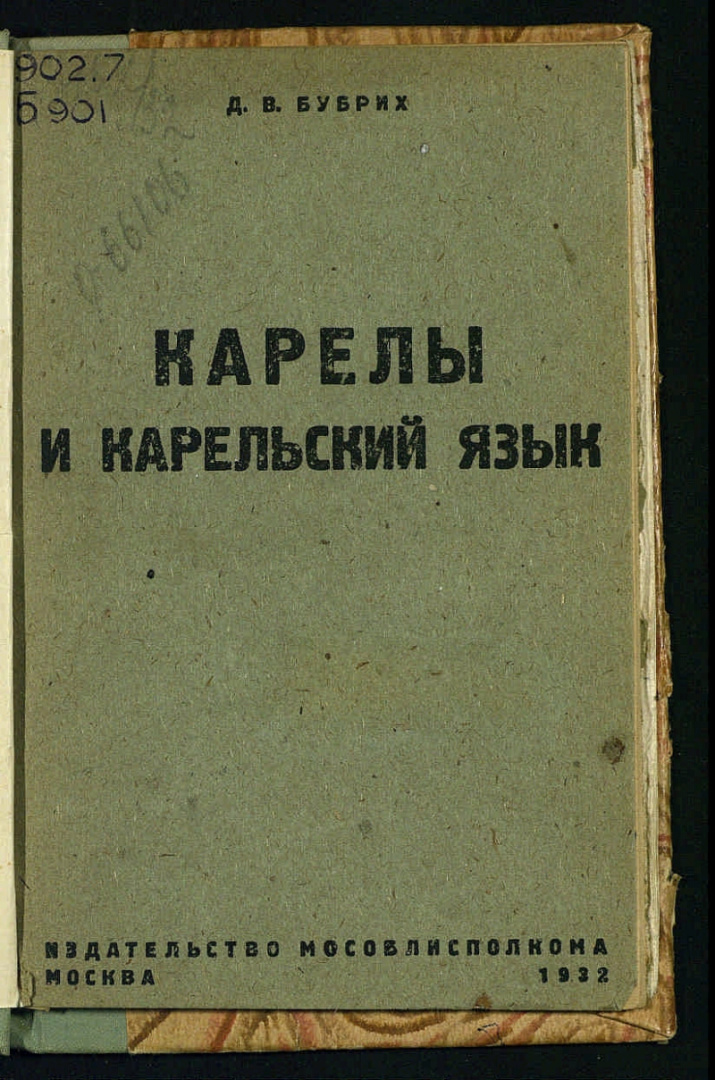 902.7
Б901
Д. В. БУБРИХ
КАРЕЛЫ
И КАРЕЛЬСКИЙ ЯЗЫК
ИЗДАТЕЛЬСТВО МОСОБЛИСПОЛКОМА
МОСКВА 1932